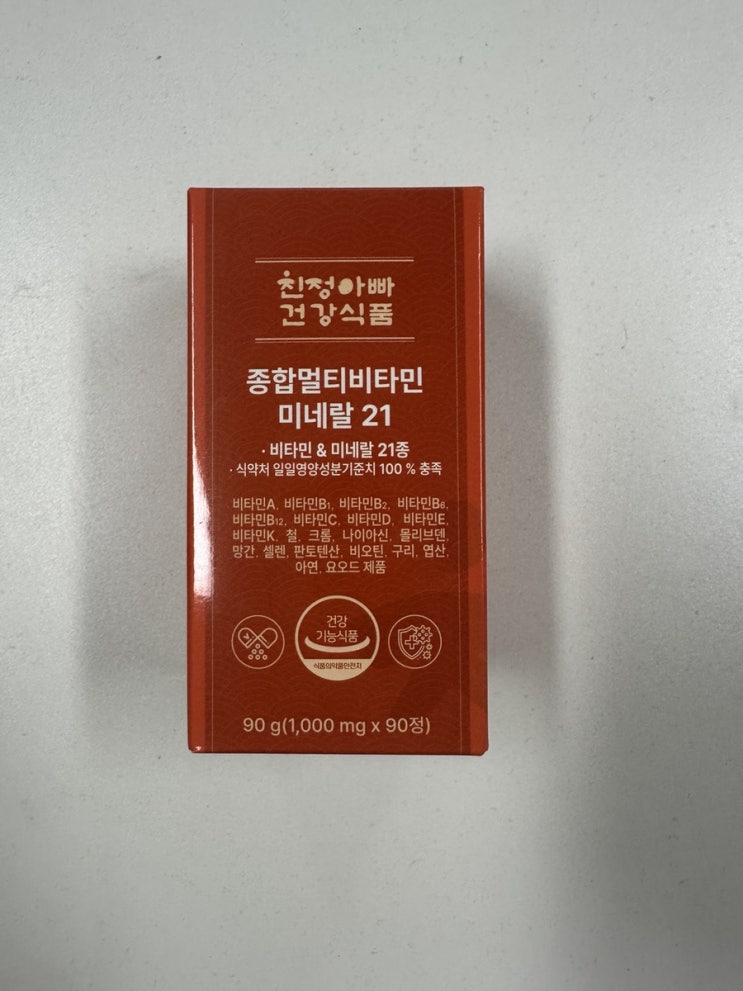 친정아빠
건강식품
종합멀티비타민
미네랄 21
· 비타민 & 미네랄 21종
· 식약처 일일영양성분기준치 100 % 충족
비타민A, 비타민B₁, 비타민B₂, 비타민B₆,
비타민B₁₂, 비타민C, 비타민D, 비타민E,
비타민K, 철, 크롬, 나이아신, 몰리브덴,
망간, 셀렌, 판토텐산, 비오틴, 구리, 엽산,
아연, 요오드 제품
건강
기능식품
식품의약품안전처
90 g(1,000 mg x 90정)